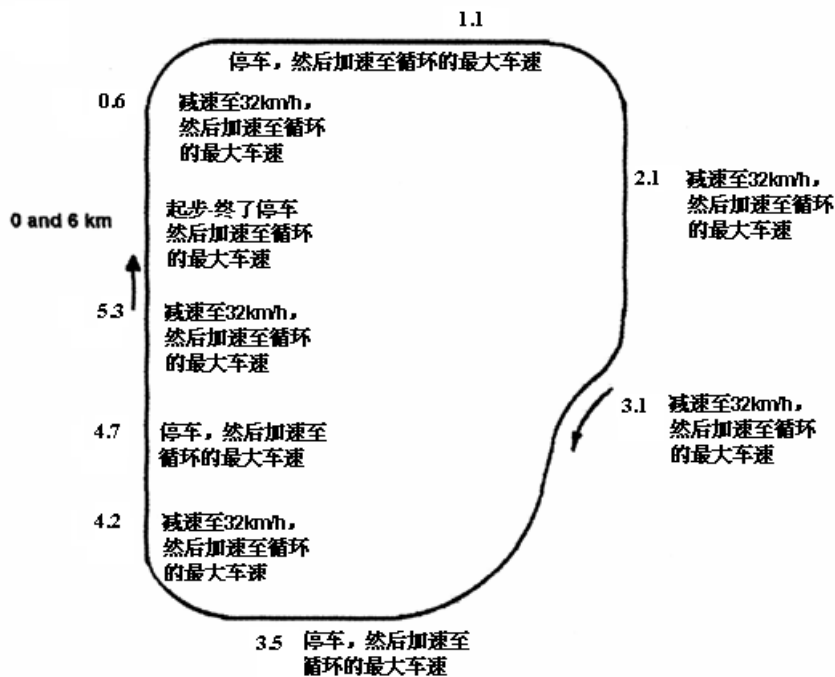 1.1
停车，然后加速至循环的最大车速
0.6
减速至32km/h，
然后加速至循环
的最大车速
2.1
减速至32km/h，
然后加速至循环
的最大车速
0 and 6 km
起步-终了停车
然后加速至循环
的最大车速
5.3
减速至32km/h，
然后加速至循环
的最大车速
3.1
减速至32km/h，
然后加速至循环
的最大车速
4.7
停车，然后加速至
循环的最大车速
4.2
减速至32km/h，
然后加速至循环
的最大车速
3.5
停车，然后加速至
循环的最大车速